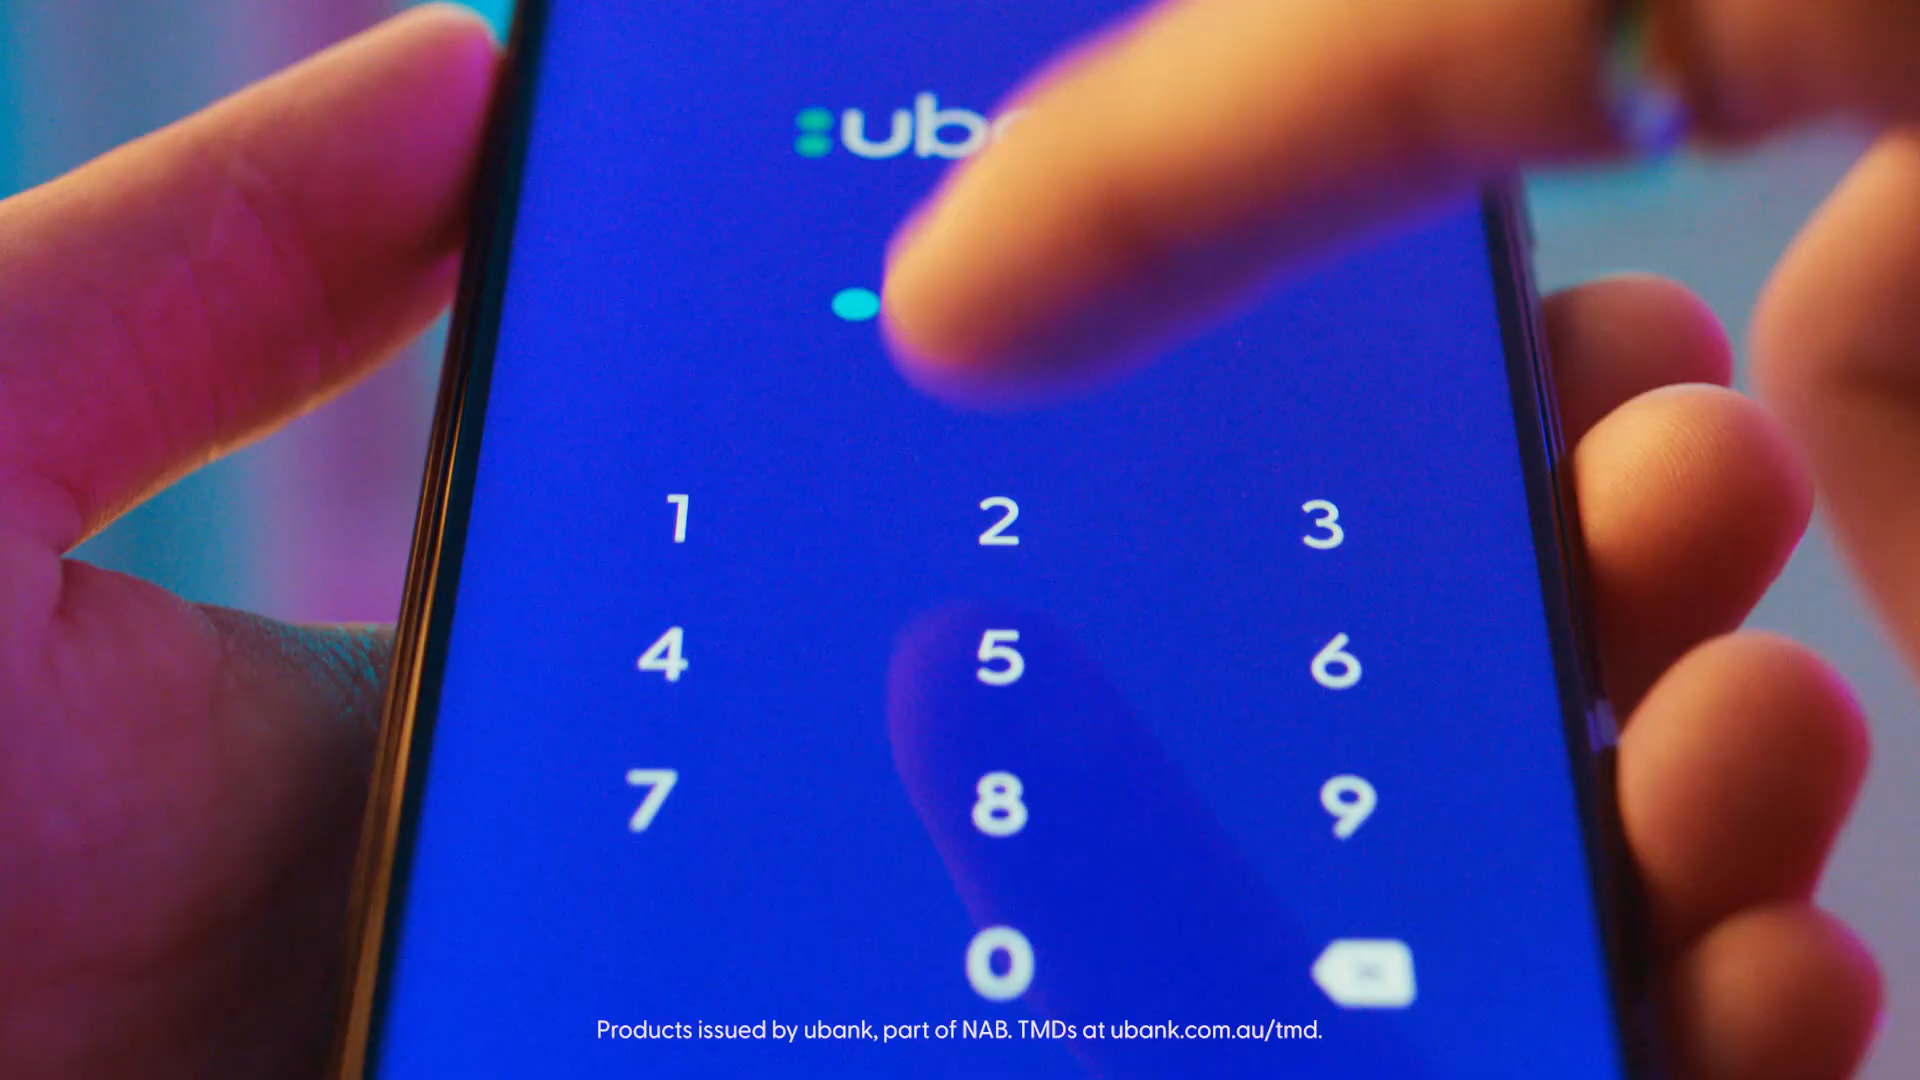 1 2 3
4 5 6
7 8 9
0
Products issued by ubank, part of NAB. TMDs at ubank.com.au/tmd.